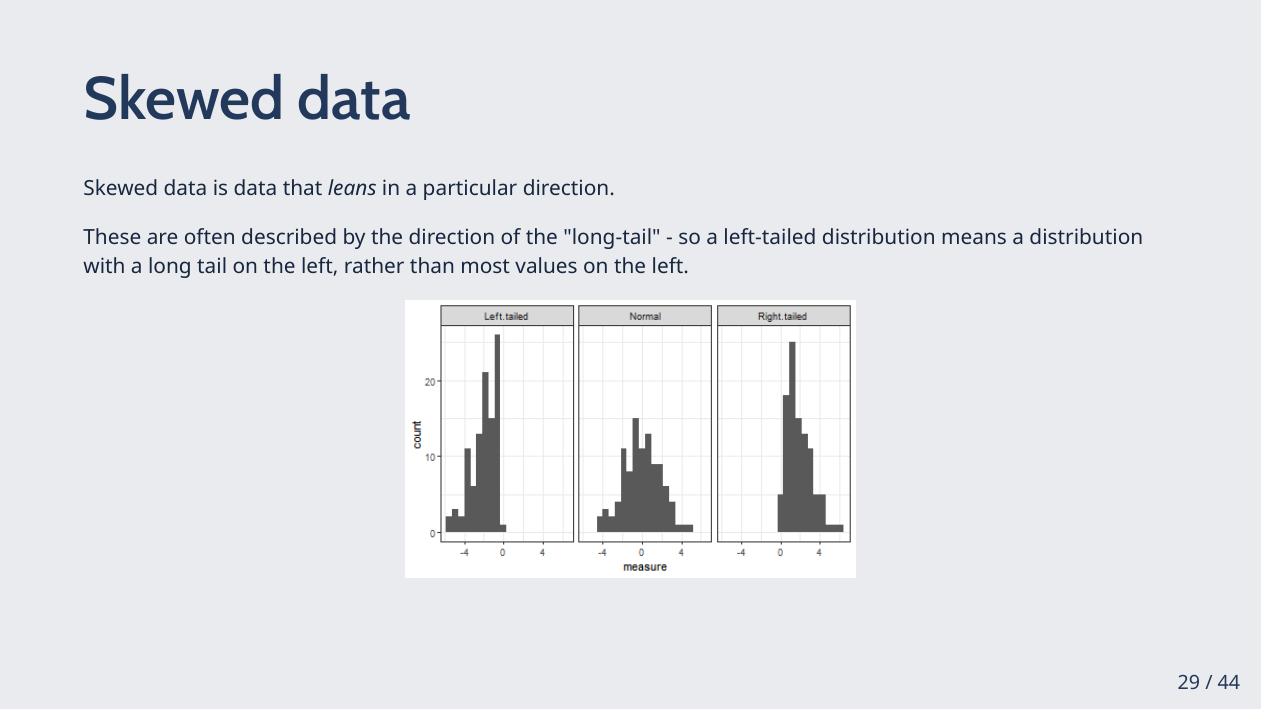 Skewed data
Skewed data is data that leans in a particular direction.
These are often described by the direction of the "long-tail" - so a left-tailed distribution means a distribution
with a long tail on the left, rather than most values on the left.
Left.tailed Normal Right.tailed
20
10
0
count
-4 0 4 -4 0 4 -4 0 4
measure
29 / 44